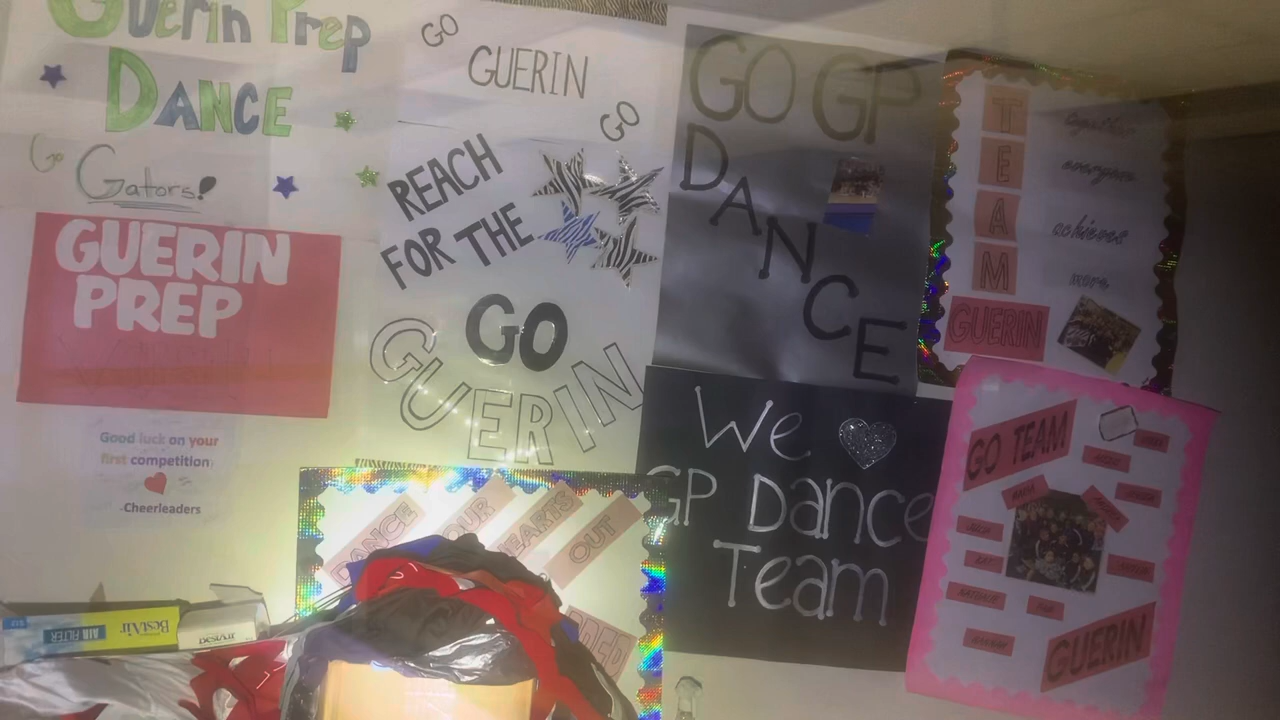 Guerin Prep
DANCE
Go
Gators!
GUERIN
PREP
Good luck on your
first competition
-Cheerleaders
GO
GUERIN
GO
REACH
FOR THE
GO
GUERIN
DANCE
YOUR
HEARTS
OUT
GO GP
DANCE
We
GP Dance
Team
T together
E everyone
A achieves
M more
GUERIN
GO TEAM
NATALIE
GUERIN
BestAir
AIR FILTER